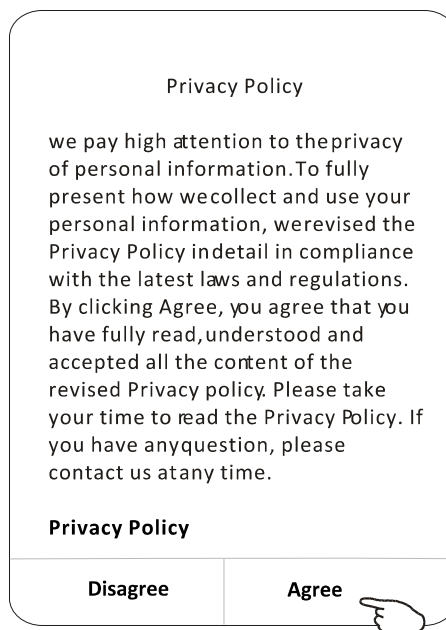 Privacy Policy
we pay high attention to theprivacy
of personal information.To fully
present how wecollect and use your
personal information, werevised the
Privacy Policy indetail in compliance
with the latest laws and regulations.
By clicking Agree, you agree that you
have fully read,understood and
accepted all the content of the
revised Privacy policy. Please take
your time to read the Privacy Policy. If
you have anyquestion, please
contact us atany time.
Privacy Policy
Disagree Agree